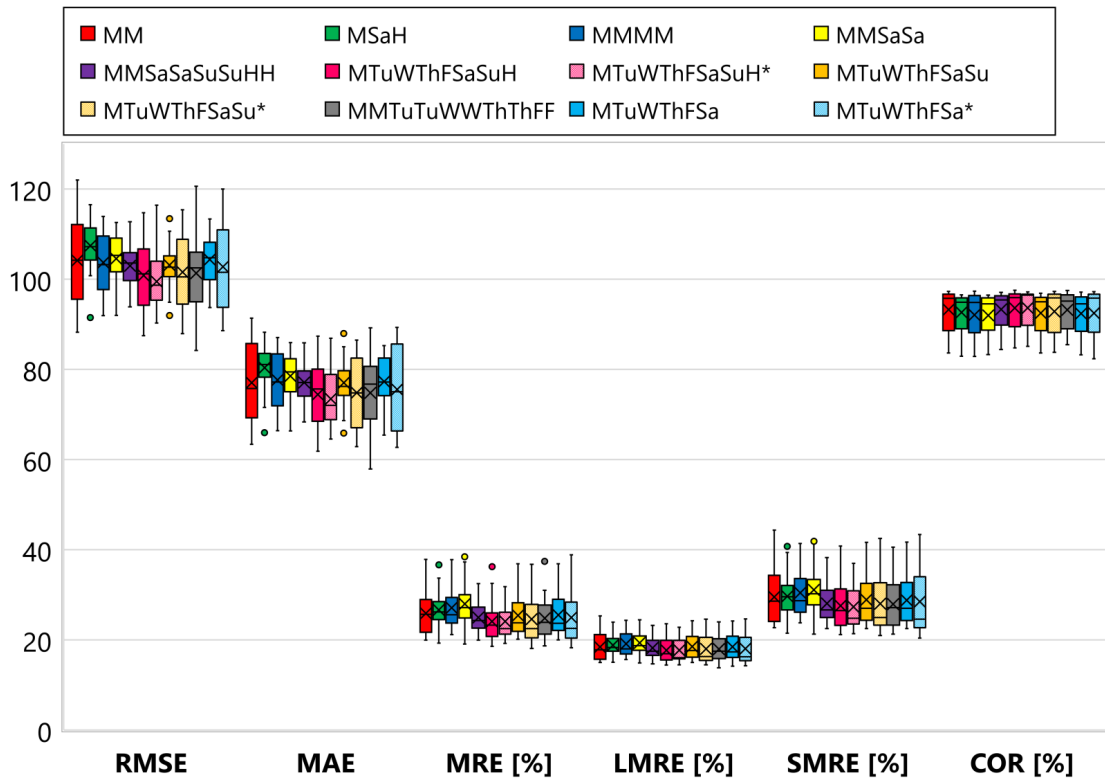 MM MSaH MMMM MMSaSa
MMSaSaSuSuHH MTuWThFSaSuH MTuWThFSaSuH* MTuWThFSaSu
MTuWThFSaSu* MMTuTuWWThThFF MTuWThFSa MTuWThFSa*
120
100
80
60
40
20
0
RMSE MAE MRE [%] LMRE [%] SMRE [%] COR [%]